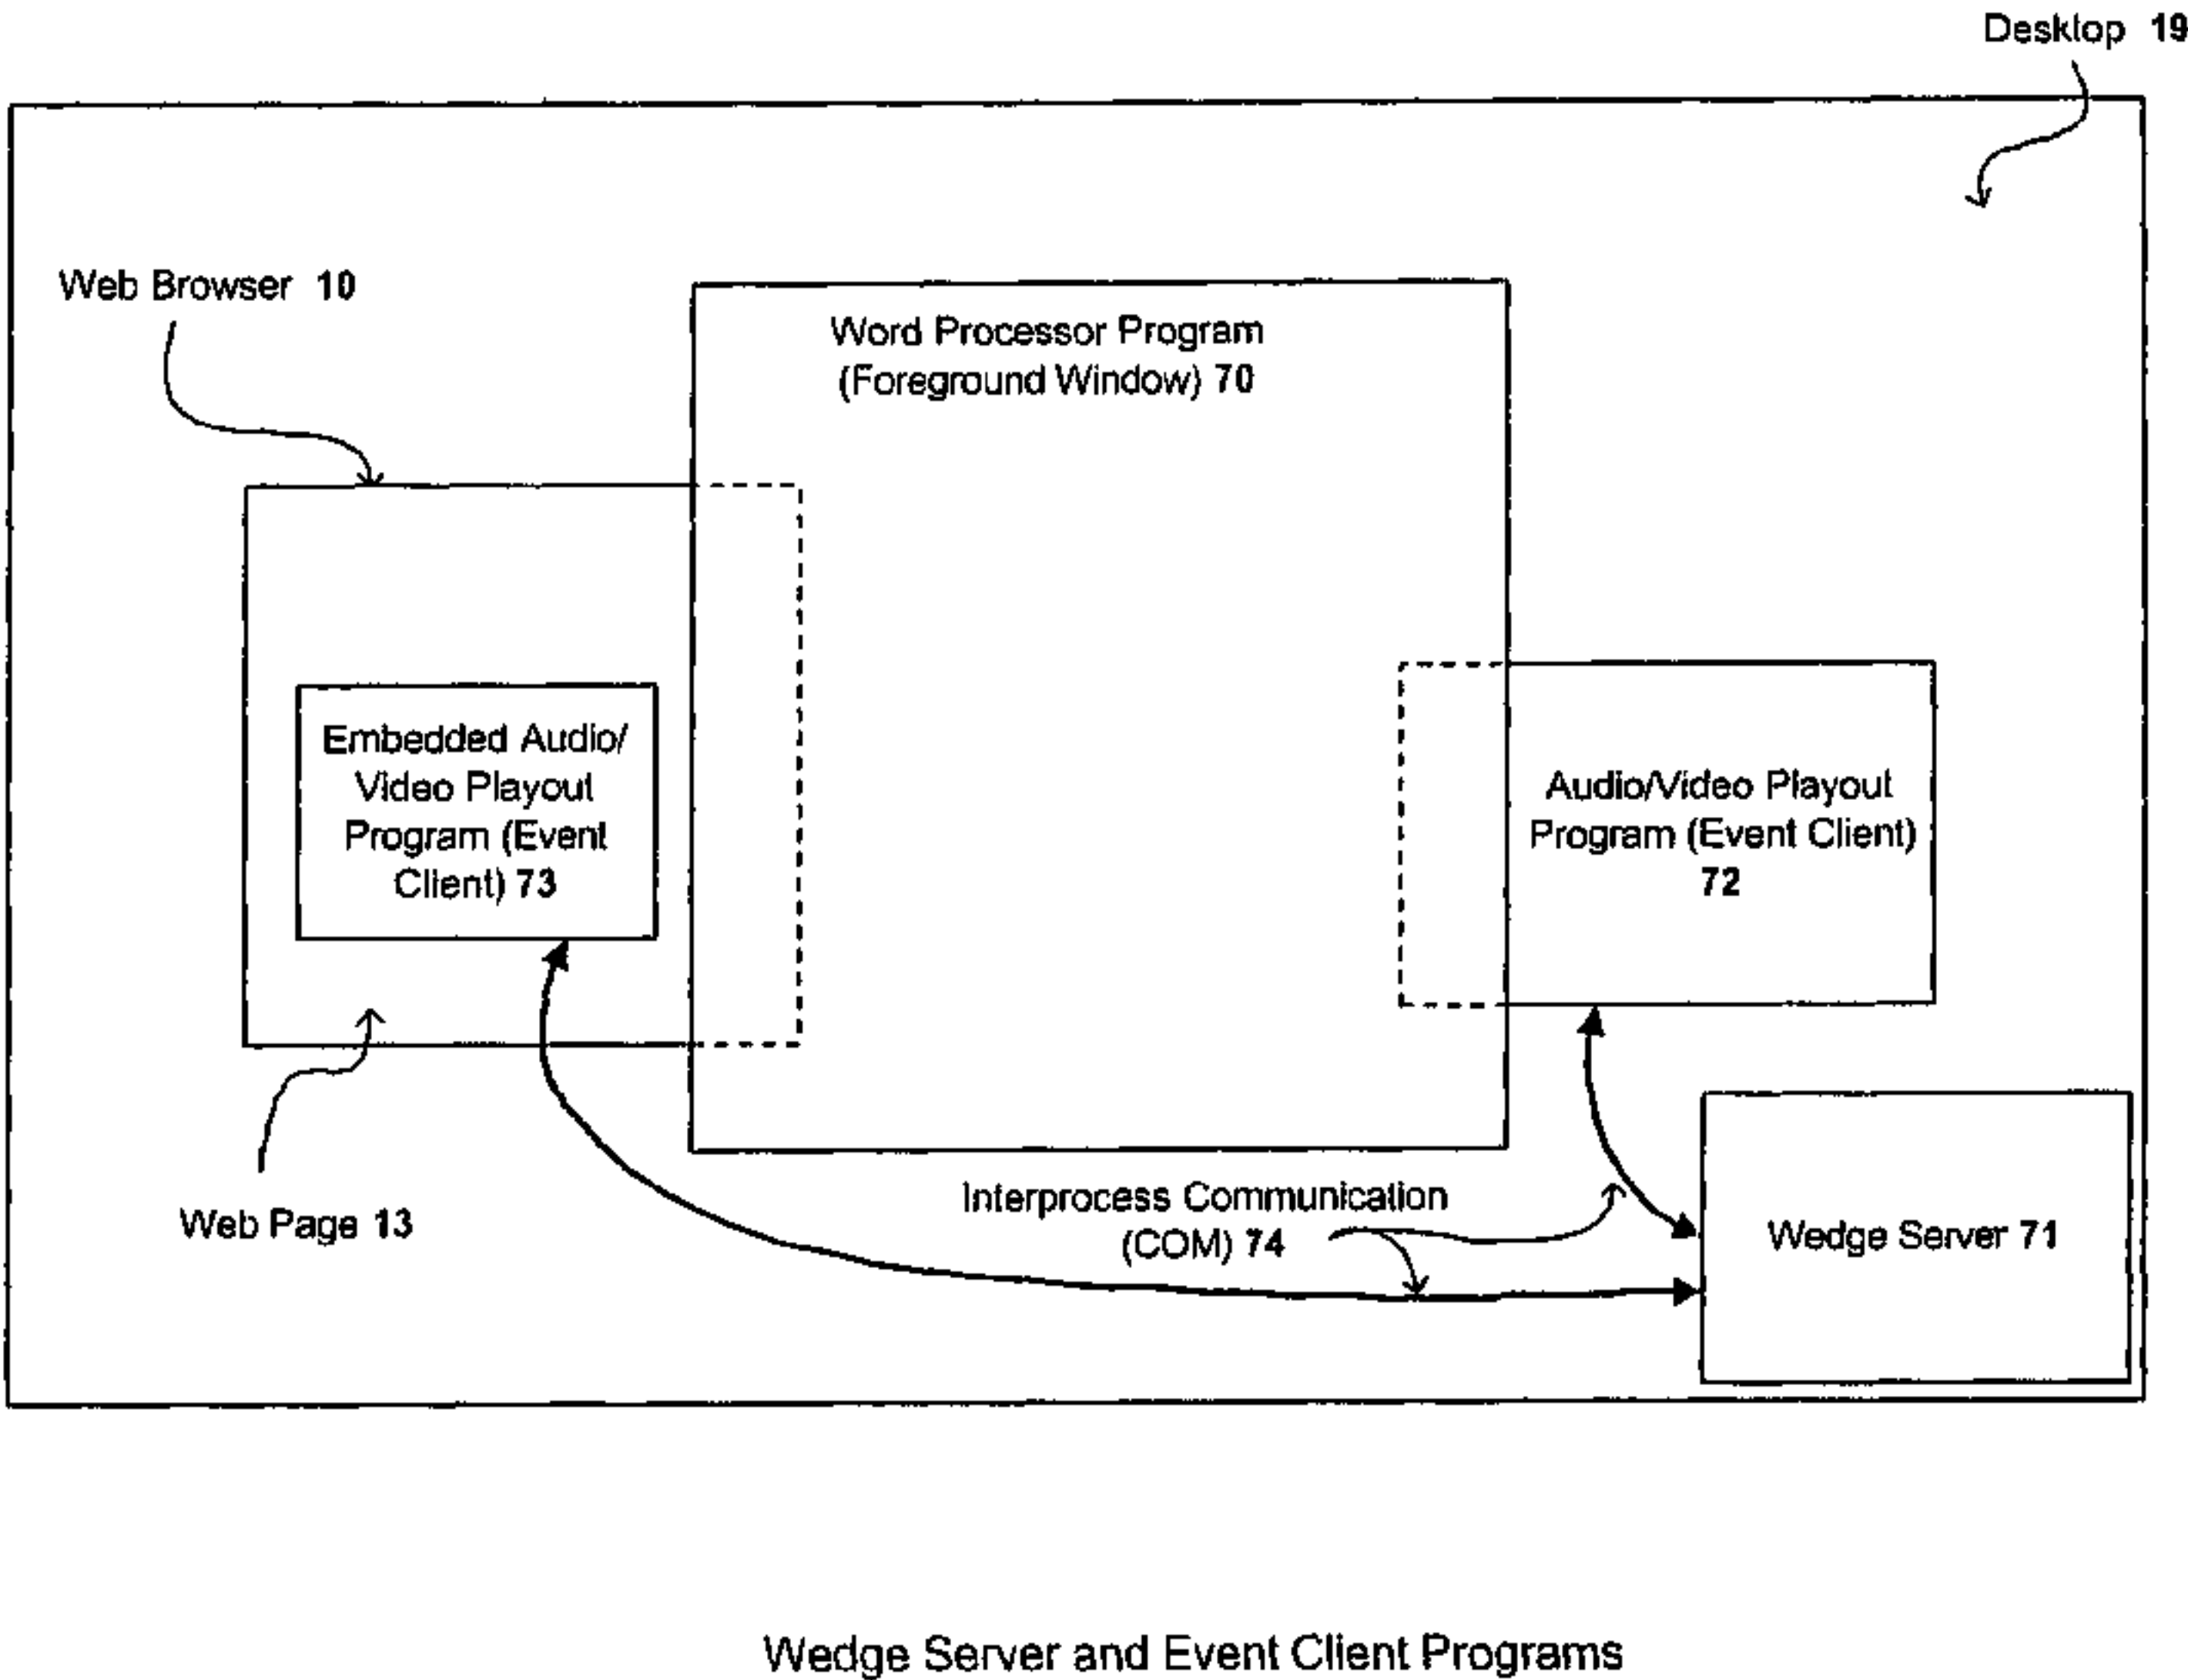 Desktop 19
Web Browser 10
Word Processor Program
(Foreground Window) 70
Embedded Audio/
Video Playout
Program (Event
Client) 73
Audio/Video Playout
Program (Event Client)
72
Web Page 13
Interprocess Communication
(COM) 74
Wedge Server 71
Wedge Server and Event Client Programs